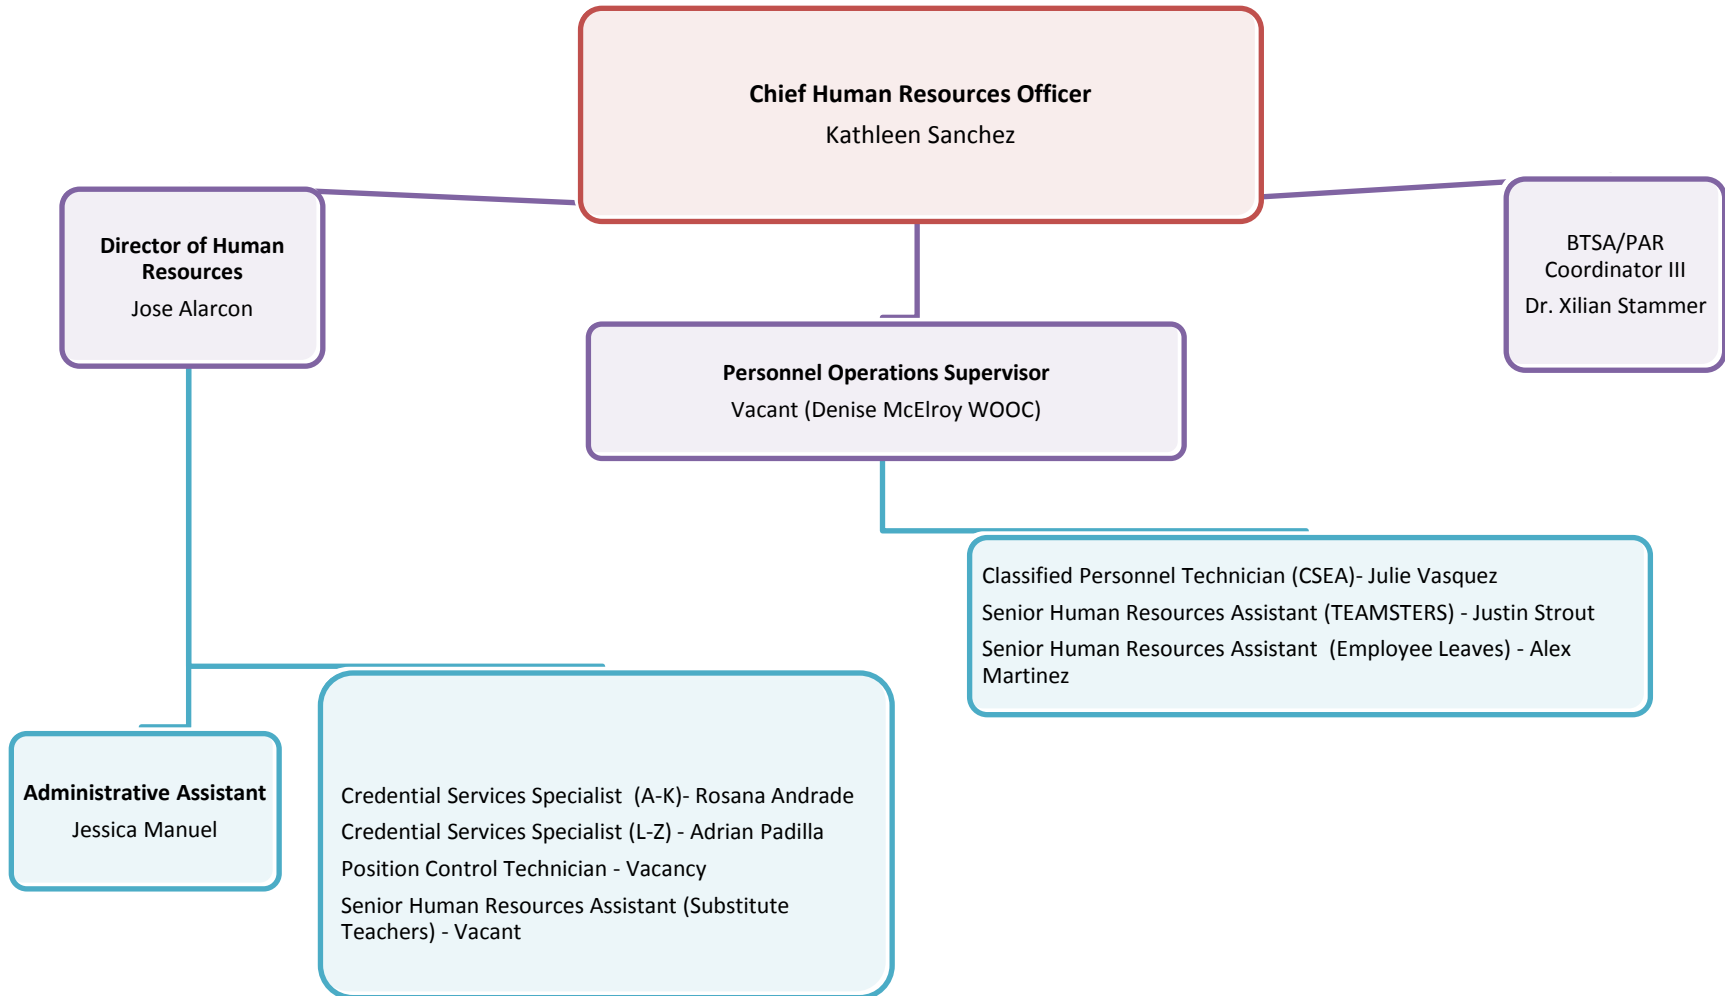 Chief Human Resources Officer
Kathleen Sanchez
Director of Human
Resources
Jose Alarcon
BTSA/PAR
Coordinator III
Dr. Xilian Stammer
Personnel Operations Supervisor
Vacant (Denise McElroy WOOC)
Classified Personnel Technician (CSEA)- Julie Vasquez
Senior Human Resources Assistant (TEAMSTERS) - Justin Strout
Senior Human Resources Assistant  (Employee Leaves) - Alex
Martinez
Administrative Assistant
Jessica Manuel
Credential Services Specialist  (A-K)- Rosana Andrade
Credential Services Specialist (L-Z) - Adrian Padilla
Position Control Technician - Vacancy
Senior Human Resources Assistant (Substitute
Teachers) - Vacant